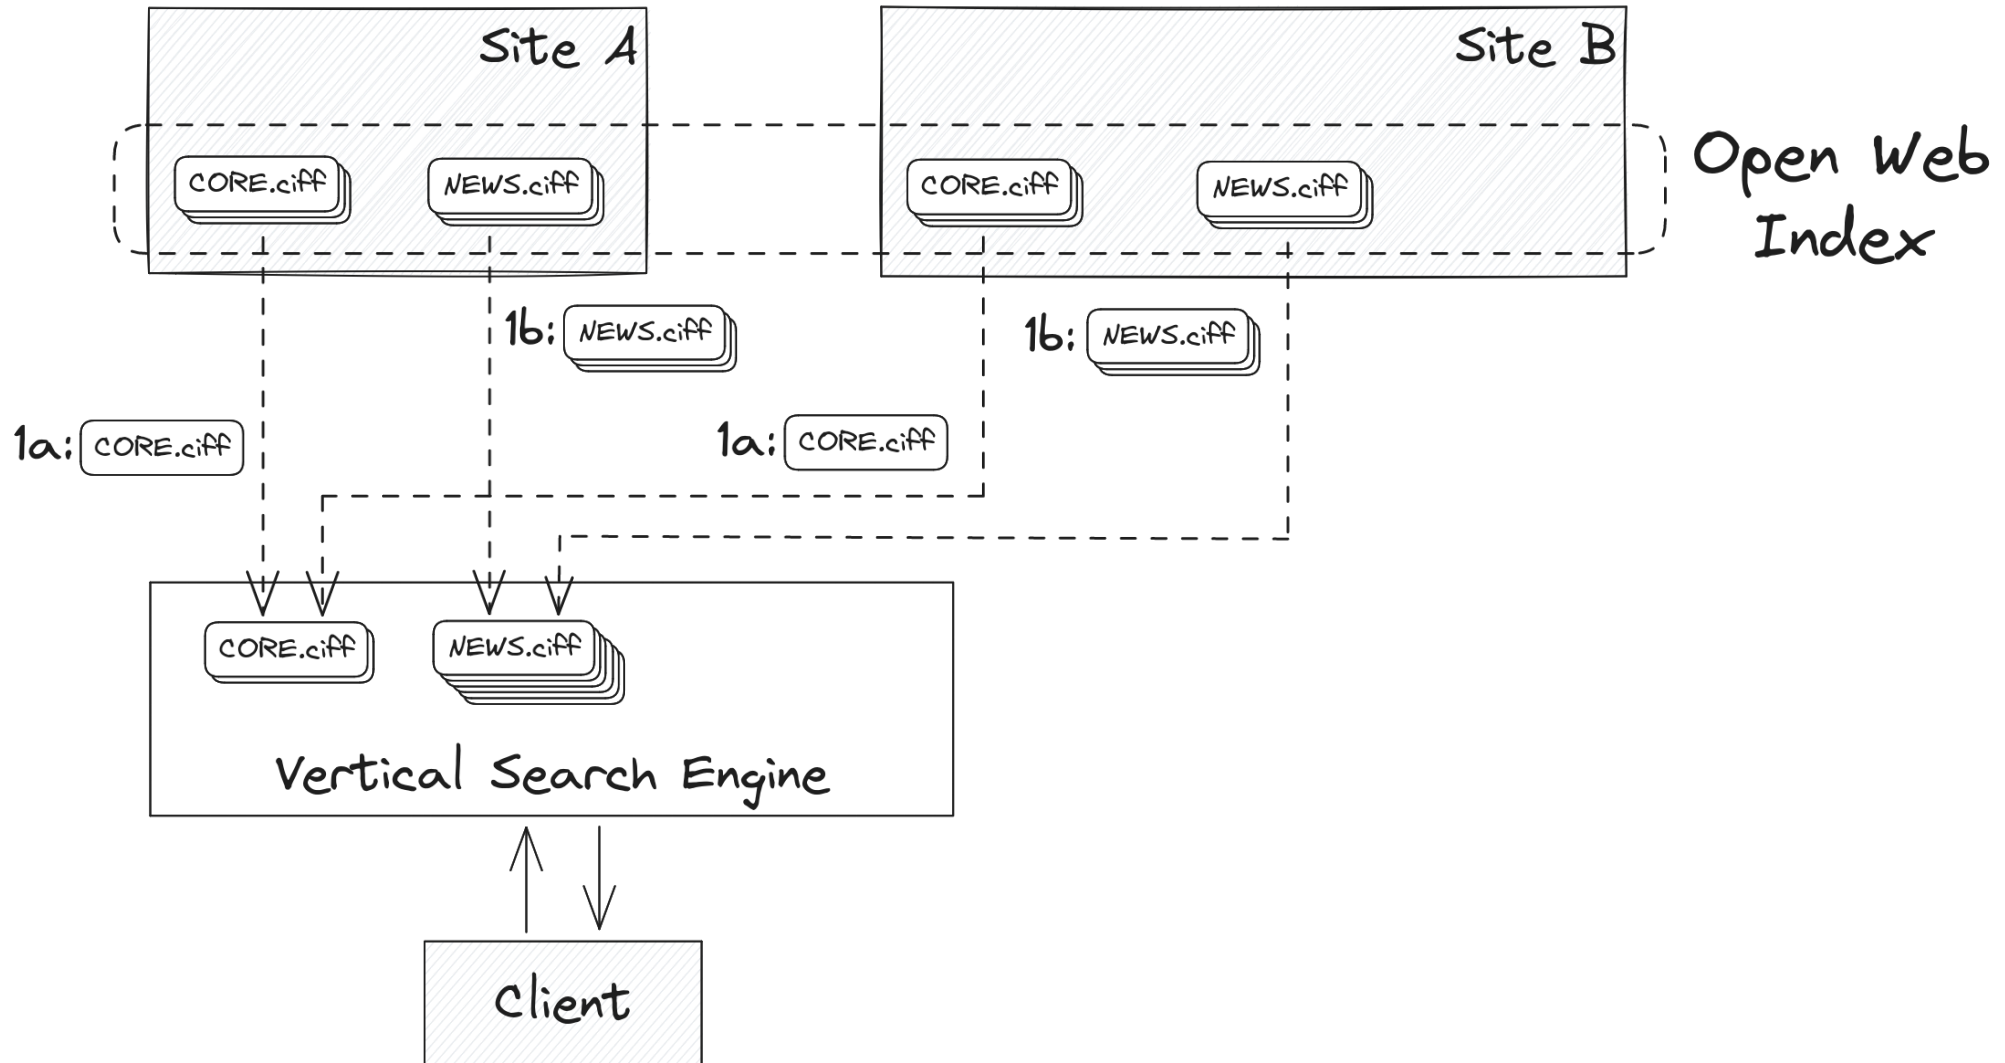 Site A
Site B
CORE.ciff
NEWS.ciff
CORE.ciff
NEWS.ciff
Open Web
Index
1b: NEWS.ciff
1b: NEWS.ciff
1a: CORE.ciff
1a: CORE.ciff
CORE.ciff
NEWS.ciff
Vertical Search Engine
Client